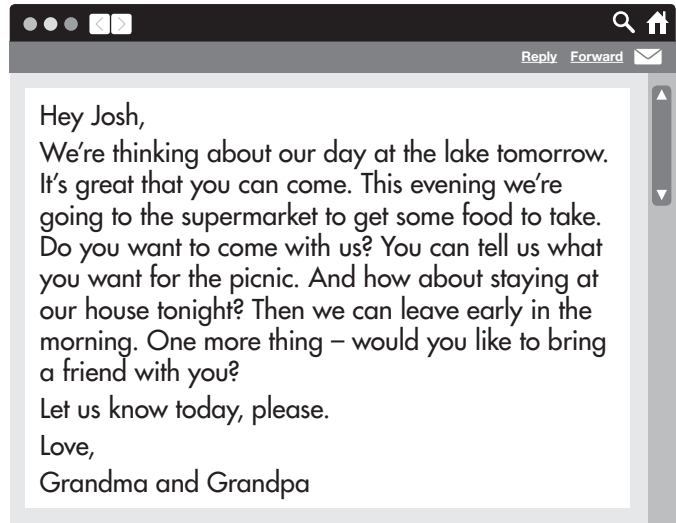 Reply Forward
Hey Josh,
We're thinking about our day at the lake tomorrow.
It's great that you can come. This evening we're
going to the supermarket to get some food to take.
Do you want to come with us? You can tell us what
you want for the picnic. And how about staying at
our house tonight? Then we can leave early in the
morning. One more thing – would you like to bring
a friend with you?
Let us know today, please.
Love,
Grandma and Grandpa